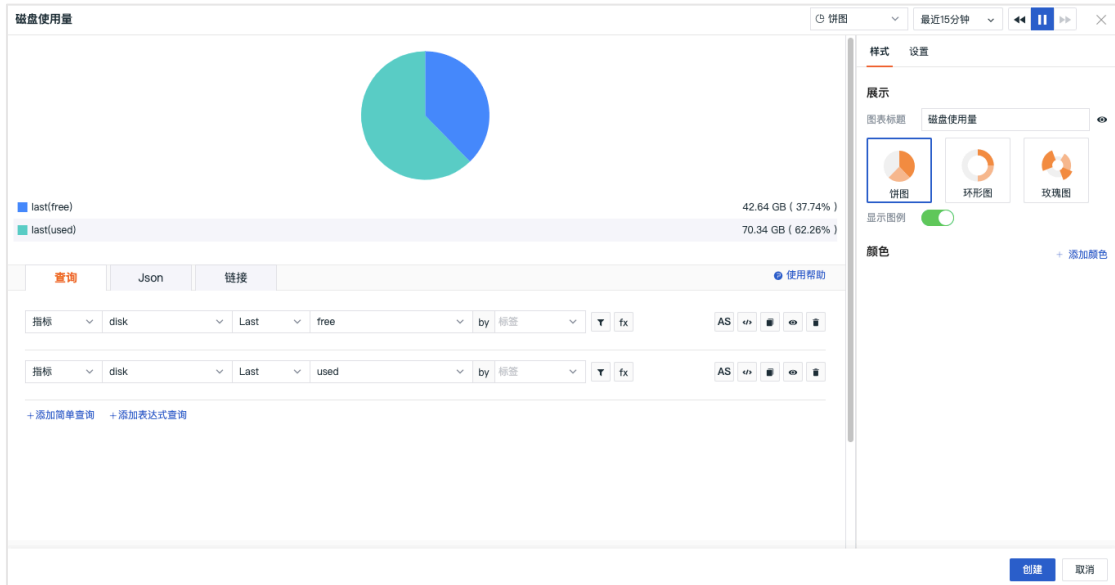 磁盘使用量 饼图 最近15分钟
样式 设置
展示
图表标题 磁盘使用量
饼图 环形图 玫瑰图
显示图例
颜色 + 添加颜色
last(free) 42.64 GB ( 37.74% )
last(used) 70.34 GB ( 62.26% )
查询 Json 链接 使用帮助
指标 disk Last free by 标签 fx AS </>
指标 disk Last used by 标签 fx AS </>
+添加简单查询 +添加表达式查询
创建 取消